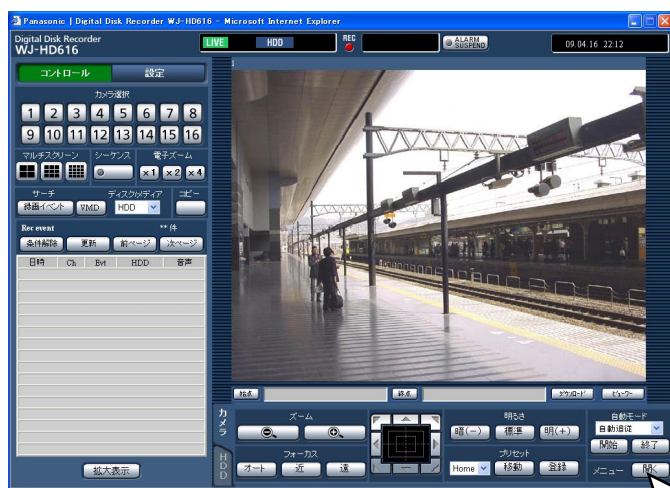 Panasonic | Digital Disk Recorder WJ-HD616 - Microsoft Internet Explorer
Digital Disk Recorder
WJ-HD616
LIVE HDD REC ALARM SUSPEND 09.04.16 22:12
コントロール 設定
カメラ選択
1 2 3 4 5 6 7 8
9 10 11 12 13 14 15 16
マルチスクリーン シーケンス 電子ズーム
x1 x2 x4
サーチ ディスク/メディア コピー
録画イベント VMD HDD
Rec event ** 件
条件解除 更新 前ページ 次ページ
日時 Ch Evt HDD 音声
拡大表示
1
始点 終点 ダウンロード ビューワー
カメラ
HDD
ズーム
フォーカス
オート 近 遠
明るさ
暗(-) 標準 明(+)
プリセット
Home 移動 登録
自動モード
自動追従
開始 終了
メニュー 開く